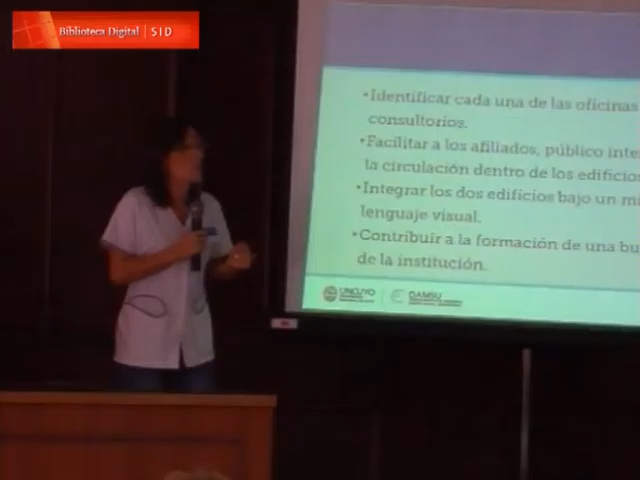 Biblioteca Digital | SID
•Identificar cada una de las oficinas
consultorios.
•Facilitar a los afiliados, público
la circulación dentro de los edificios
•Integrar los dos edificios bajo un
lenguaje visual.
•Contribuir a la formación de una
de la institución.
UNCUYO
DAMSU